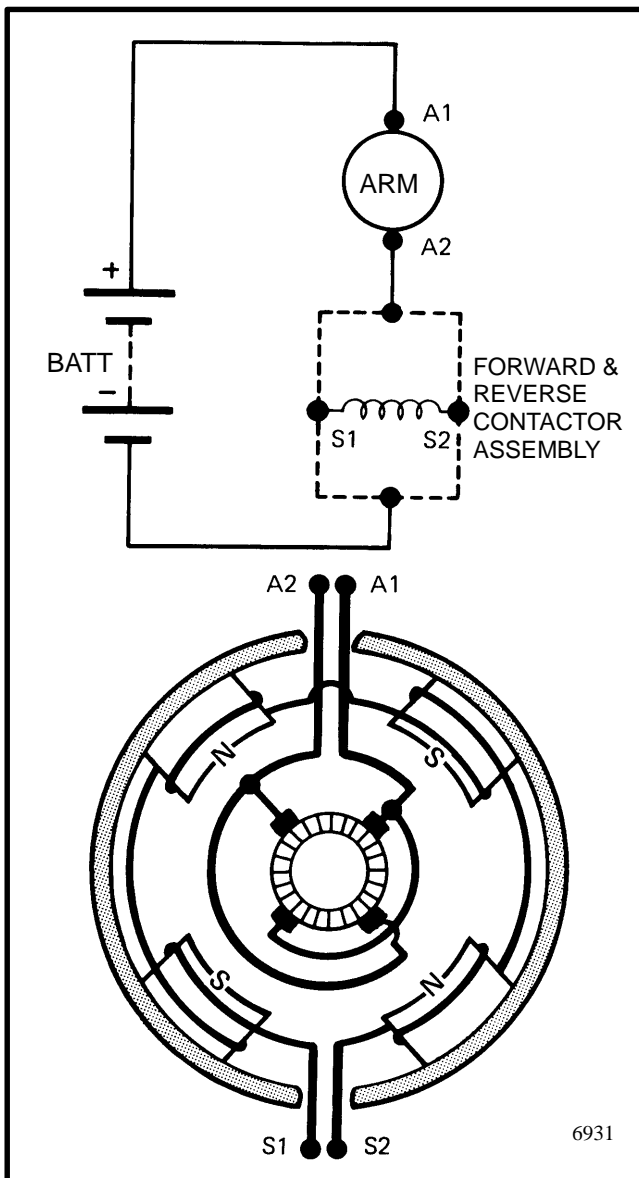 A1
ARM
A2
+
BATT
−
FORWARD &
REVERSE
CONTACTOR
ASSEMBLY
S1 S2
A2 A1
N S
S N
S1 S2
6931